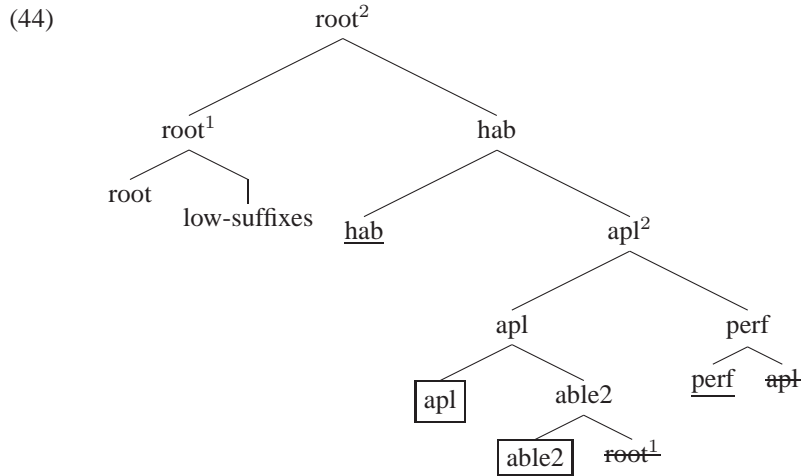 (44) root²
root¹ hab
root low-suffixes hab apl²
apl perf
apl able2 perf apl
able2 root¹